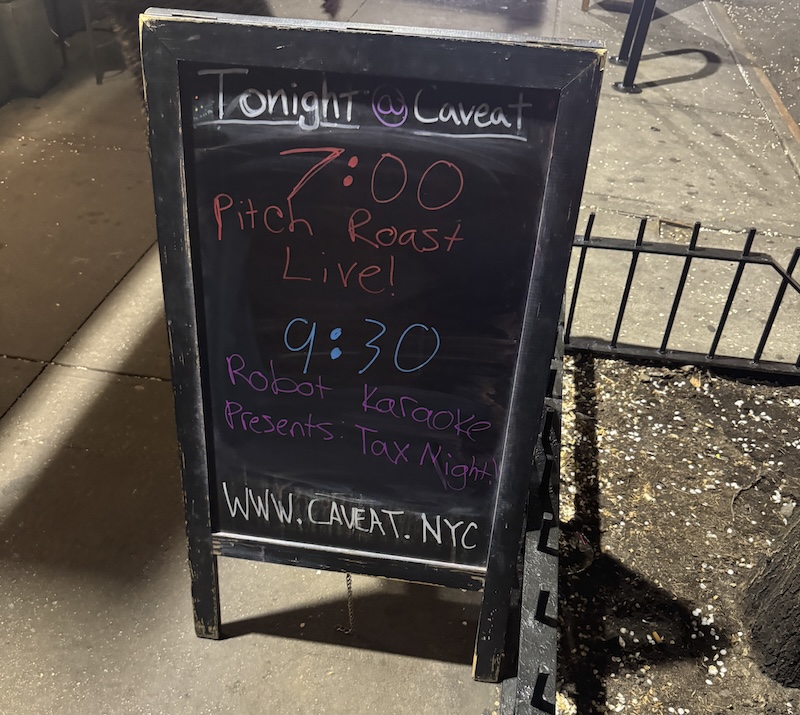 Tonight @ Caveat
7:00
Pitch Roast
Live!
9:30
Robot Karaoke
Presents: Tax Night!
WWW.CAVEAT.NYC